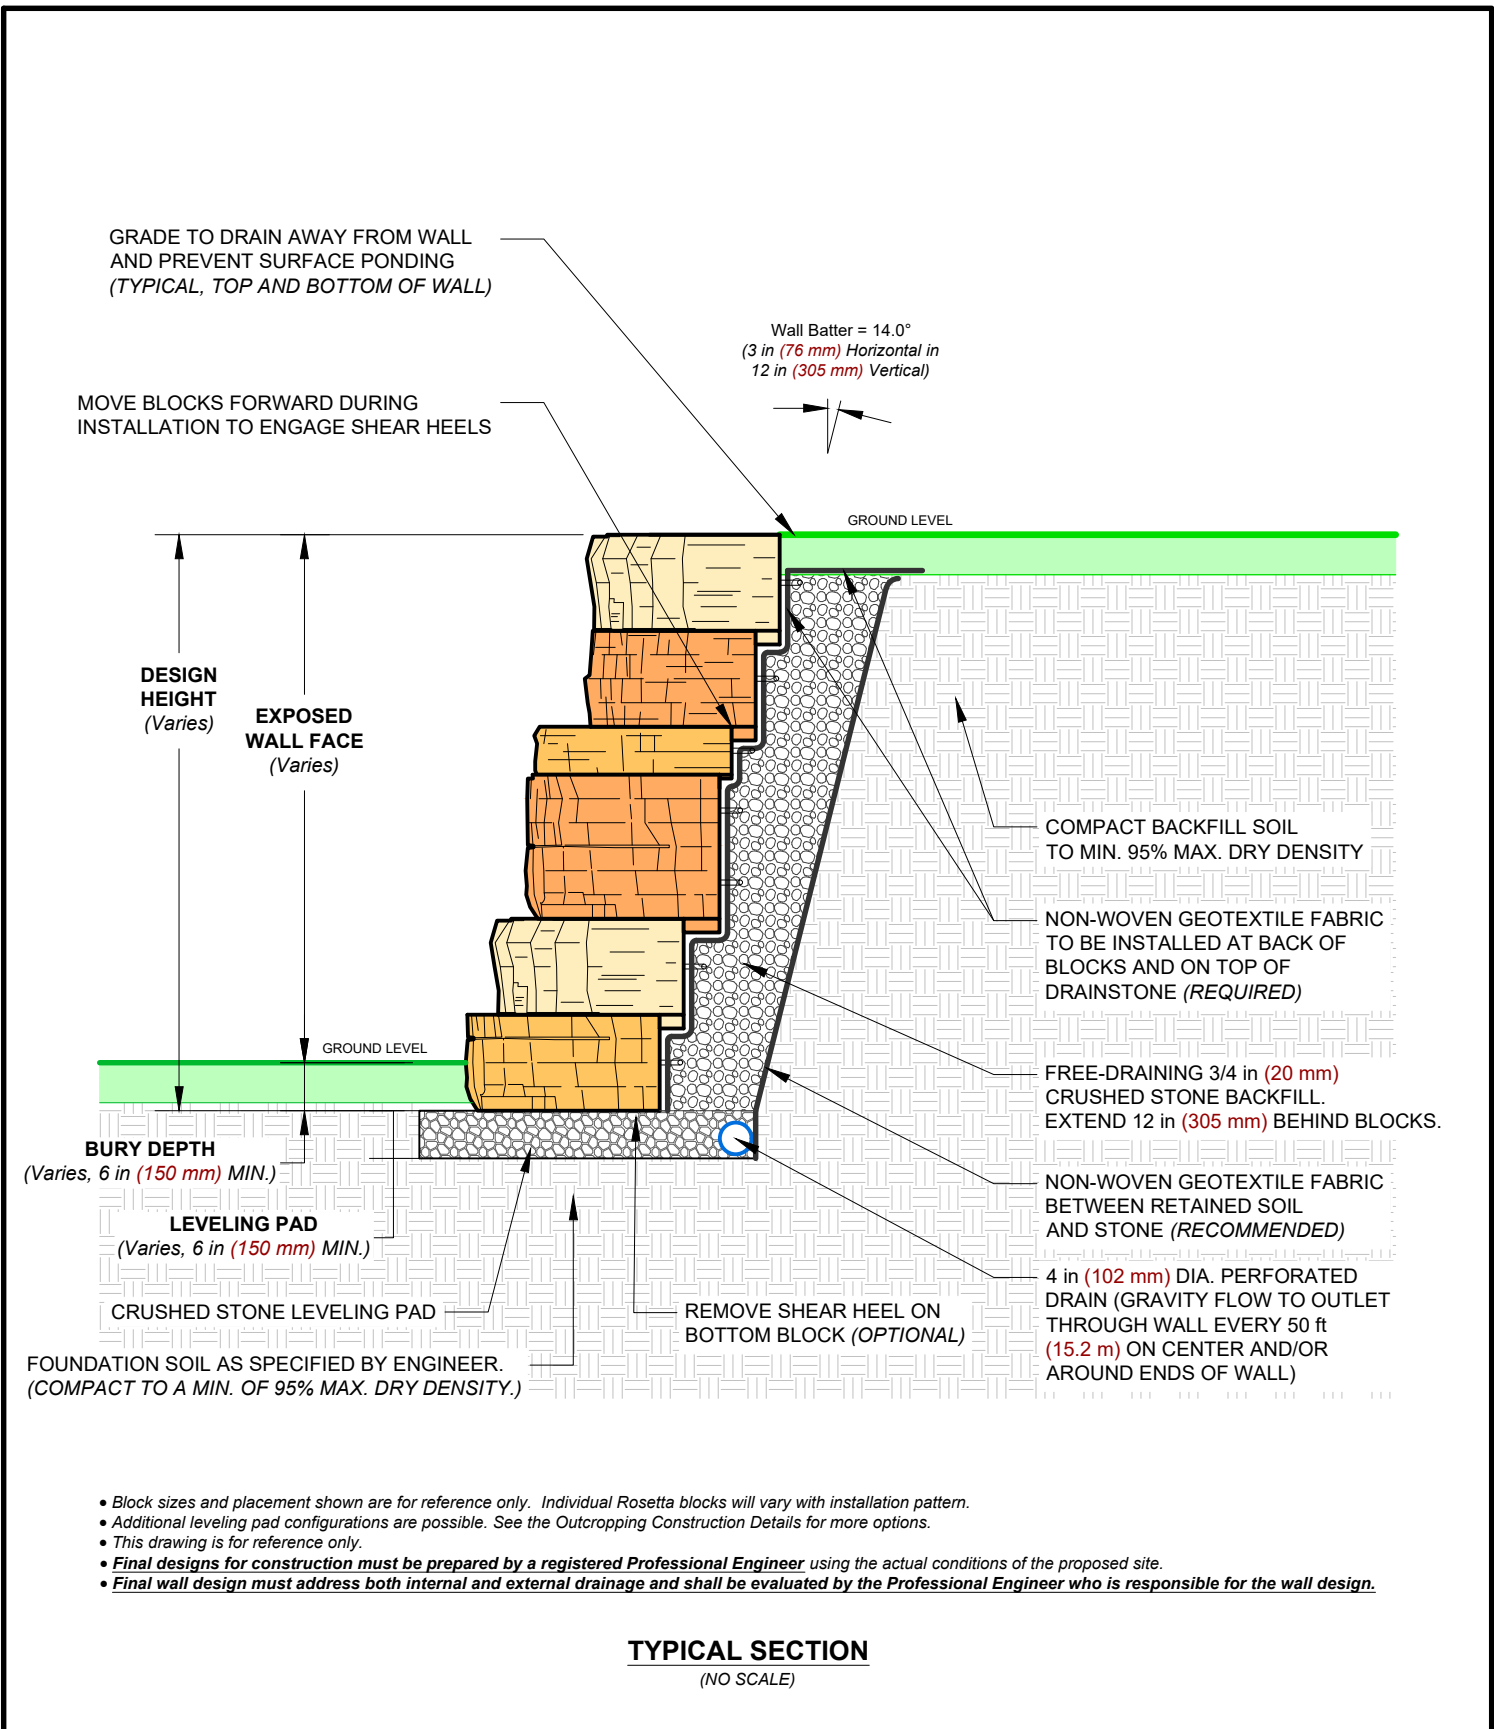 GRADE TO DRAIN AWAY FROM WALL
AND PREVENT SURFACE PONDING
(TYPICAL, TOP AND BOTTOM OF WALL)
Wall Batter = 14.0°
(3 in (76 mm) Horizontal in
12 in (305 mm) Vertical)
MOVE BLOCKS FORWARD DURING
INSTALLATION TO ENGAGE SHEAR HEELS
GROUND LEVEL
DESIGN
HEIGHT
(Varies)
EXPOSED
WALL FACE
(Varies)
COMPACT BACKFILL SOIL
TO MIN. 95% MAX. DRY DENSITY
NON-WOVEN GEOTEXTILE FABRIC
TO BE INSTALLED AT BACK OF
BLOCKS AND ON TOP OF
DRAINSTONE (REQUIRED)
GROUND LEVEL
FREE-DRAINING 3/4 in (20 mm)
CRUSHED STONE BACKFILL.
EXTEND 12 in (305 mm) BEHIND BLOCKS.
BURY DEPTH
(Varies, 6 in (150 mm) MIN.)
NON-WOVEN GEOTEXTILE FABRIC
BETWEEN RETAINED SOIL
AND STONE (RECOMMENDED)
LEVELING PAD
(Varies, 6 in (150 mm) MIN.)
4 in (102 mm) DIA. PERFORATED
DRAIN (GRAVITY FLOW TO OUTLET
THROUGH WALL EVERY 50 ft
(15.2 m) ON CENTER AND/OR
AROUND ENDS OF WALL)
CRUSHED STONE LEVELING PAD
REMOVE SHEAR HEEL ON
BOTTOM BLOCK (OPTIONAL)
FOUNDATION SOIL AS SPECIFIED BY ENGINEER.
(COMPACT TO A MIN. OF 95% MAX. DRY DENSITY.)
• Block sizes and placement shown are for reference only. Individual Rosetta blocks will vary with installation pattern.
• Additional leveling pad configurations are possible. See the Outcropping Construction Details for more options.
• This drawing is for reference only.
• Final designs for construction must be prepared by a registered Professional Engineer using the actual conditions of the proposed site.
• Final wall design must address both internal and external drainage and shall be evaluated by the Professional Engineer who is responsible for the wall design.
TYPICAL SECTION
(NO SCALE)